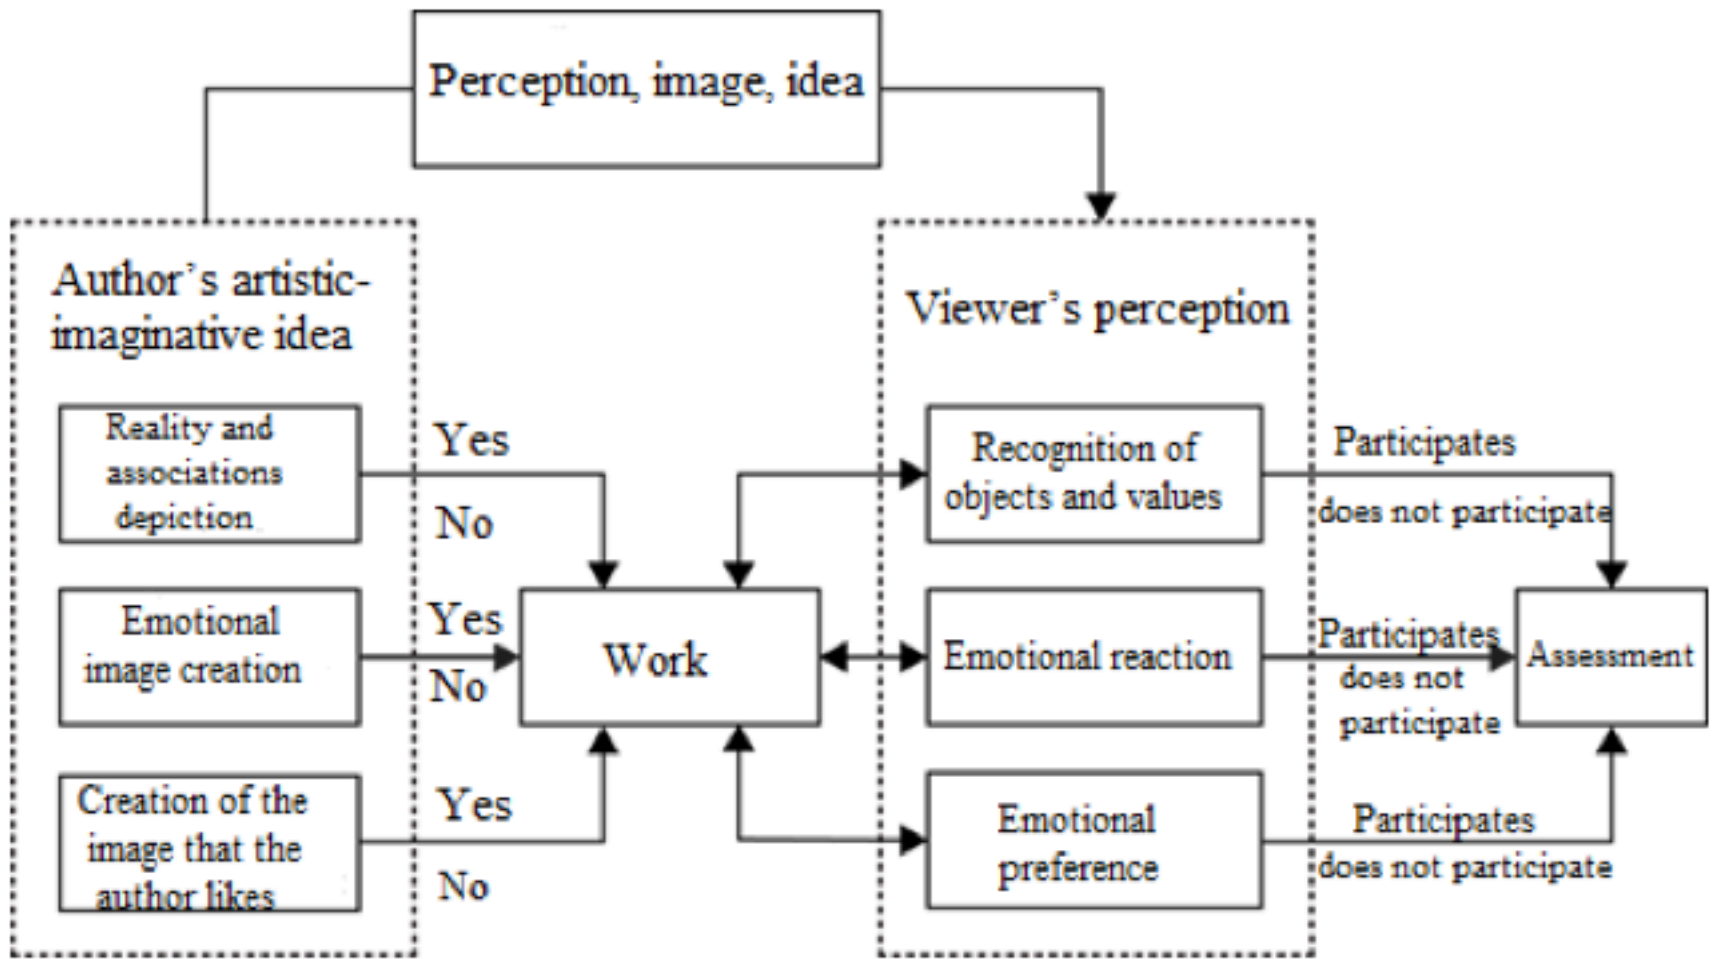 Perception, image, idea
Author's artistic-
imaginative idea
Reality and
associations
depiction
Yes
No
Emotional
image creation
Yes
No
Creation of the
image that the
author likes
Yes
No
Work
Viewer's perception
Recognition of
objects and values
Participates
does not participate
Emotional reaction
Participates
does not
participate
Emotional
preference
Participates
does not participate
Assessment